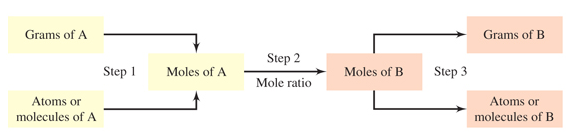 Grams of A
Grams of B
Step 1
Moles of A
Step 2
Mole ratio
Moles of B
Step 3
Atoms or
molecules of A
Atoms or
molecules of B